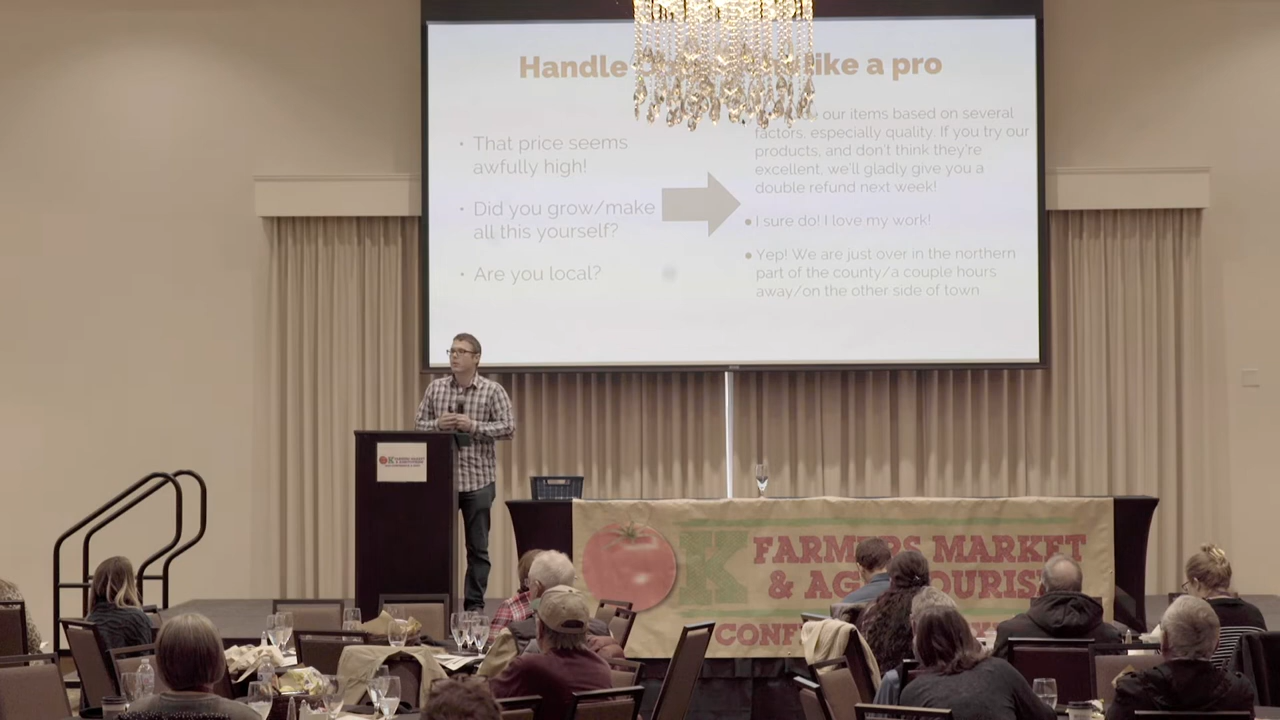 Handle like a pro
• That price seems
awfully high!
• Did you grow/make
all this yourself?
• Are you local?
our items based on several
factors, especially quality. If you try our
products, and don't think they're
excellent, we'll gladly give you a
double refund next week!
• I sure do! I love my work!
• Yep! We are just over in the northern
part of the county/a couple hours
away/on the other side of town
K FARMERS MARKET
& AGRITOURISM
K FARMERS MARKET
&